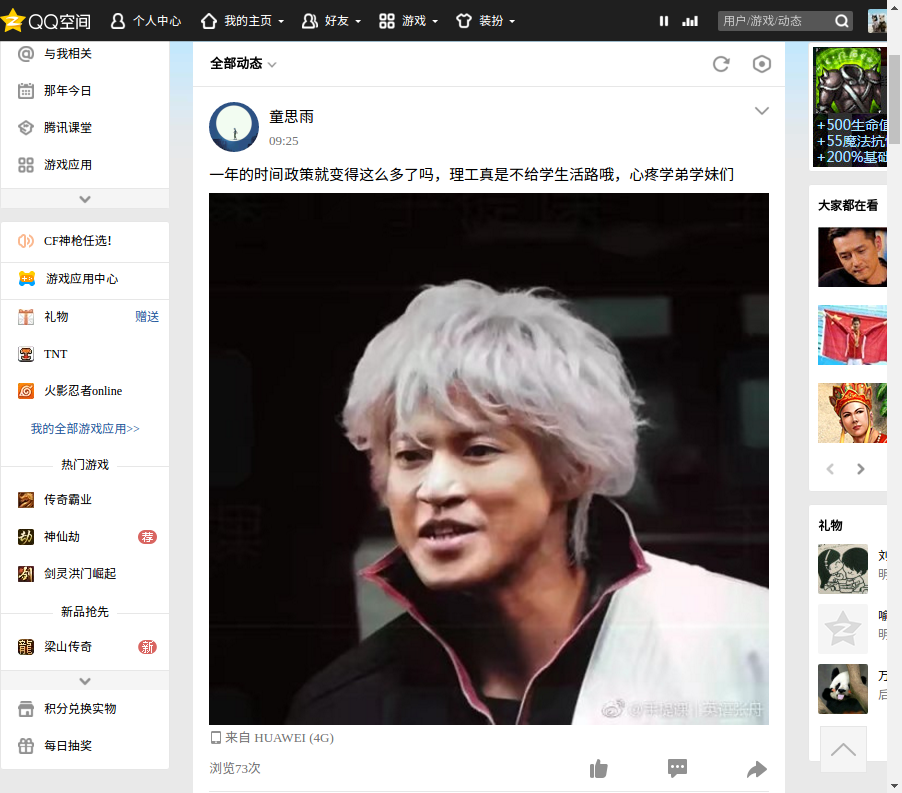 QQ空间 个人中心 我的主页 好友 游戏 装扮 用户/游戏/动态
与我相关
那年今日
腾讯课堂
游戏应用
CF神枪任选！
游戏应用中心
礼物 赠送
TNT
火影忍者online
我的全部游戏应用>>
热门游戏
传奇霸业
神仙劫 荐
剑灵洪门崛起
新品抢先
梁山传奇 新
积分兑换实物
每日抽奖
全部动态
童思雨
09:25
一年的时间政策就变得这么多了吗，理工真是不给学生活路哦，心疼学弟学妹们
来自 HUAWEI (4G)
浏览73次
+500生命值
+55魔法抗
+200%基础
大家都在看
礼物
刘
明
喻
明
万
后